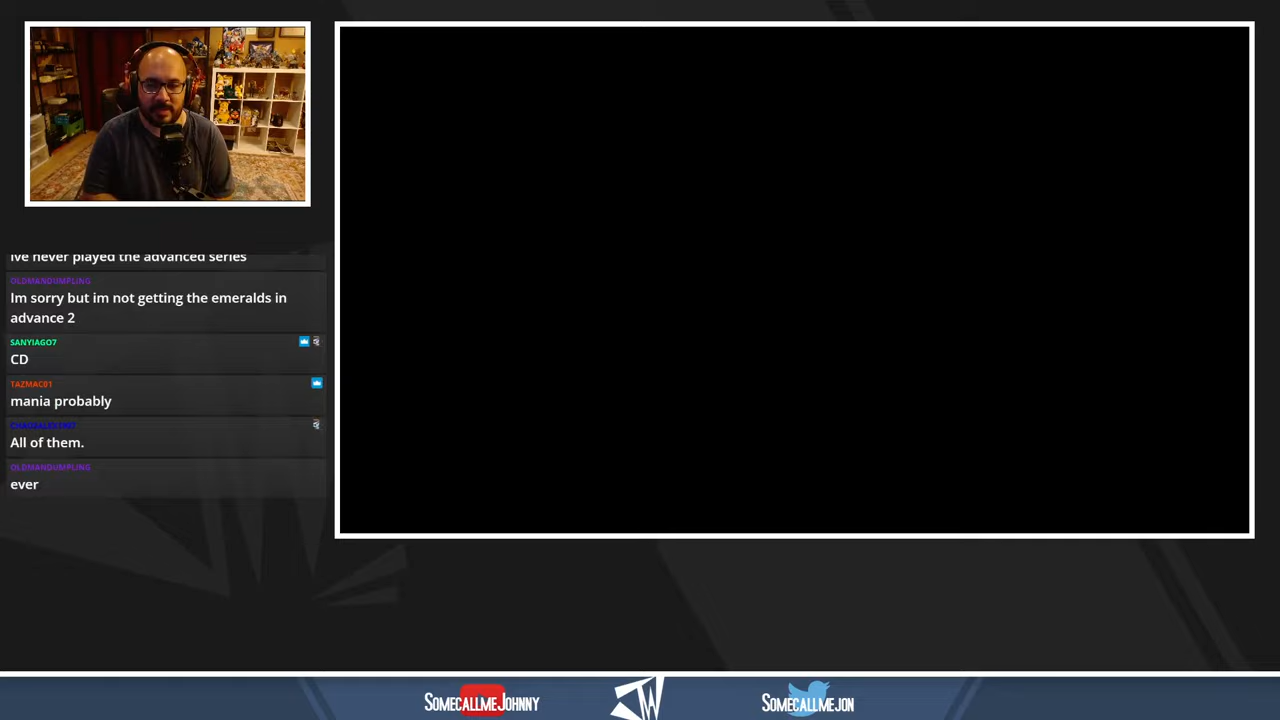 ive never played the advanced series
OLDMANDUMPLING
Im sorry but im not getting the emeralds in
advance 2
SANYIAGO7
CD
TAZMAC01
mania probably
All of them.
OLDMANDUMPLING
ever
SOMECALLMEJOHNNY
SOMECALLMEJON